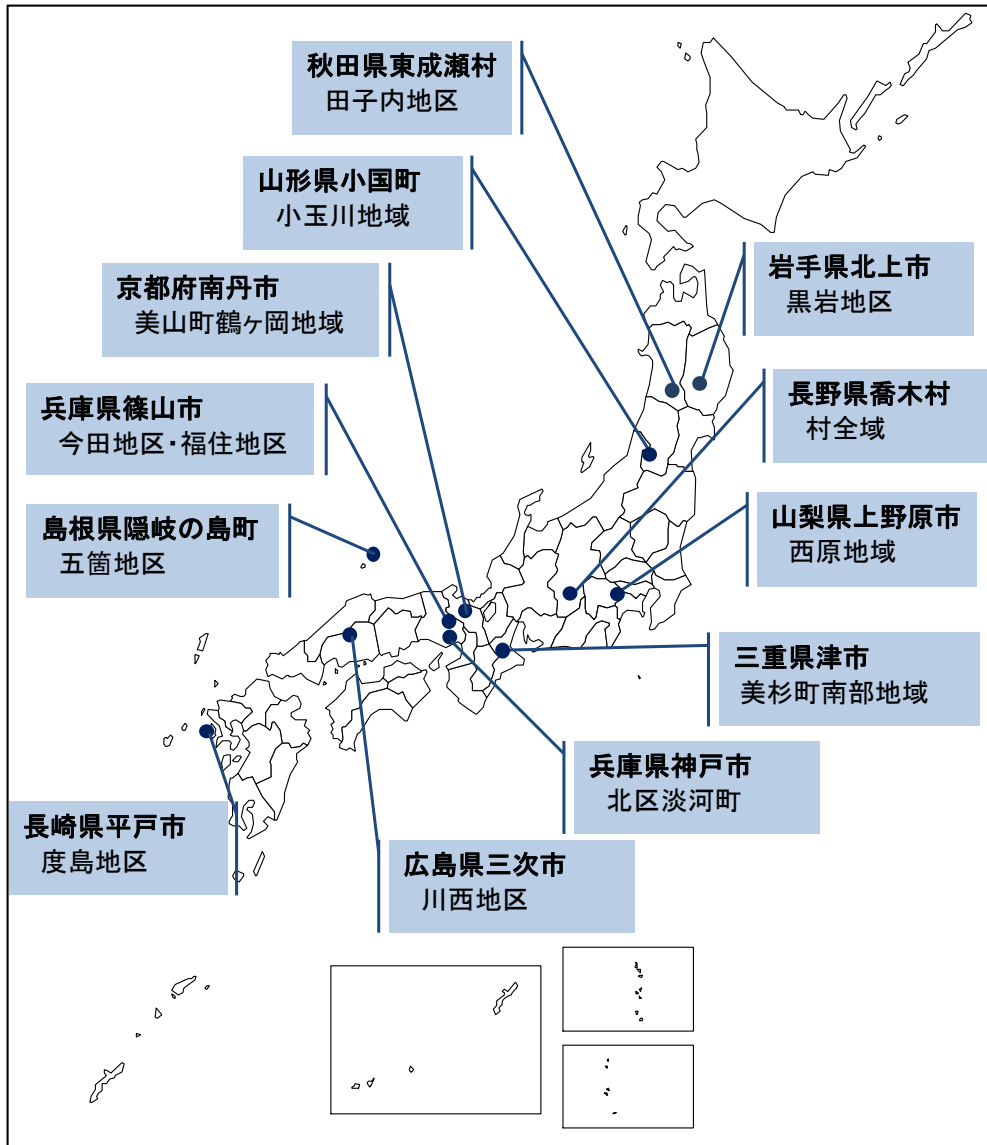 秋田県東成瀬村
田子内地区
山形県小国町
小玉川地域
岩手県北上市
黒岩地区
京都府南丹市
美山町鶴ヶ岡地域
長野県喬木村
村全域
兵庫県篠山市
今田地区・福住地区
山梨県上野原市
西原地域
島根県隠岐の島町
五箇地区
三重県津市
美杉町南部地域
兵庫県神戸市
北区淡河町
長崎県平戸市
度島地区
広島県三次市
川西地区